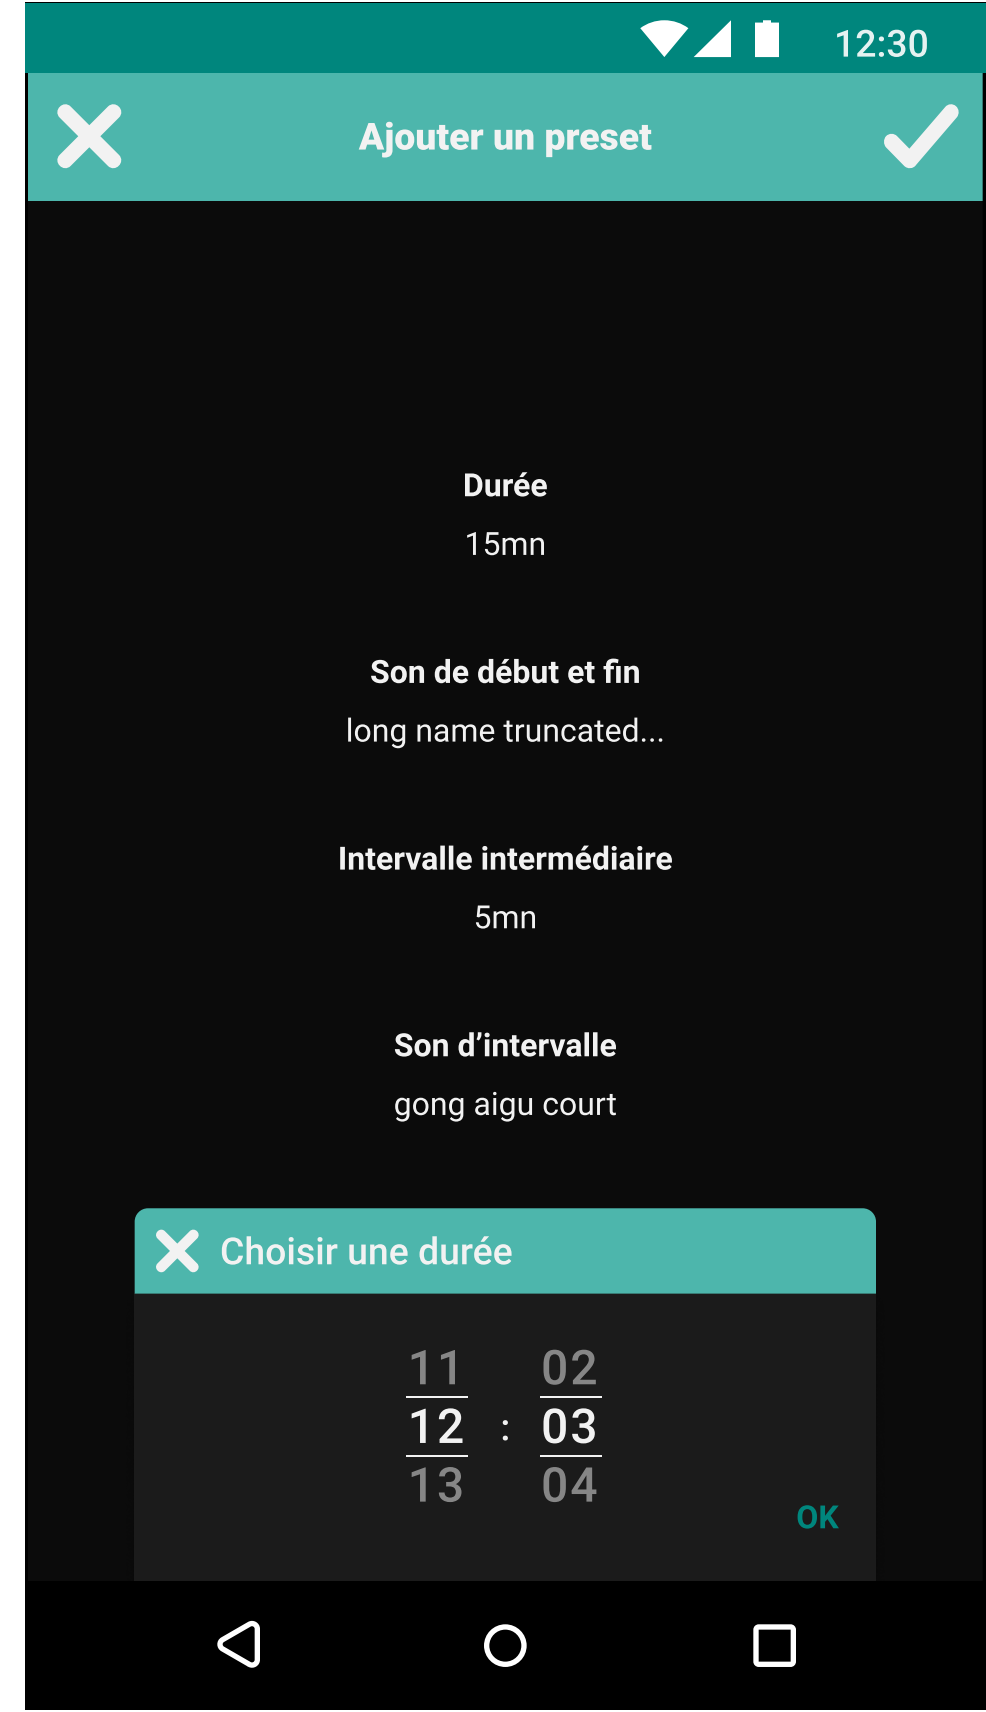 12:30
Ajouter un preset
Durée
15mn
Son de début et fin
long name truncated...
Intervalle intermédiaire
5mn
Son d’intervalle
gong aigu court
Choisir une durée
11 02
12 : 03
13 04
OK